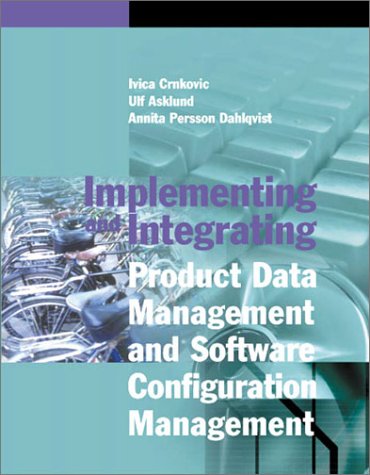 Ivica Crnkovic
Ulf Asklund
Annita Persson Dahlqvist
Implementing
and Integrating
Product Data
Management
and Software
Configuration
Management